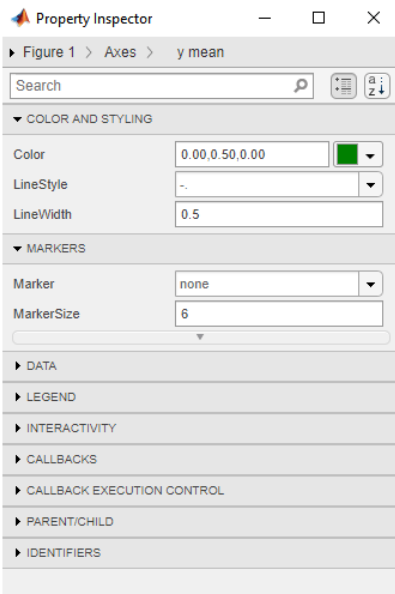 Property Inspector
Figure 1 > Axes > y mean
Search
COLOR AND STYLING
Color 0.00,0.50,0.00
LineStyle -.
LineWidth 0.5
MARKERS
Marker none
MarkerSize 6
DATA
LEGEND
INTERACTIVITY
CALLBACKS
CALLBACK EXECUTION CONTROL
PARENT/CHILD
IDENTIFIERS